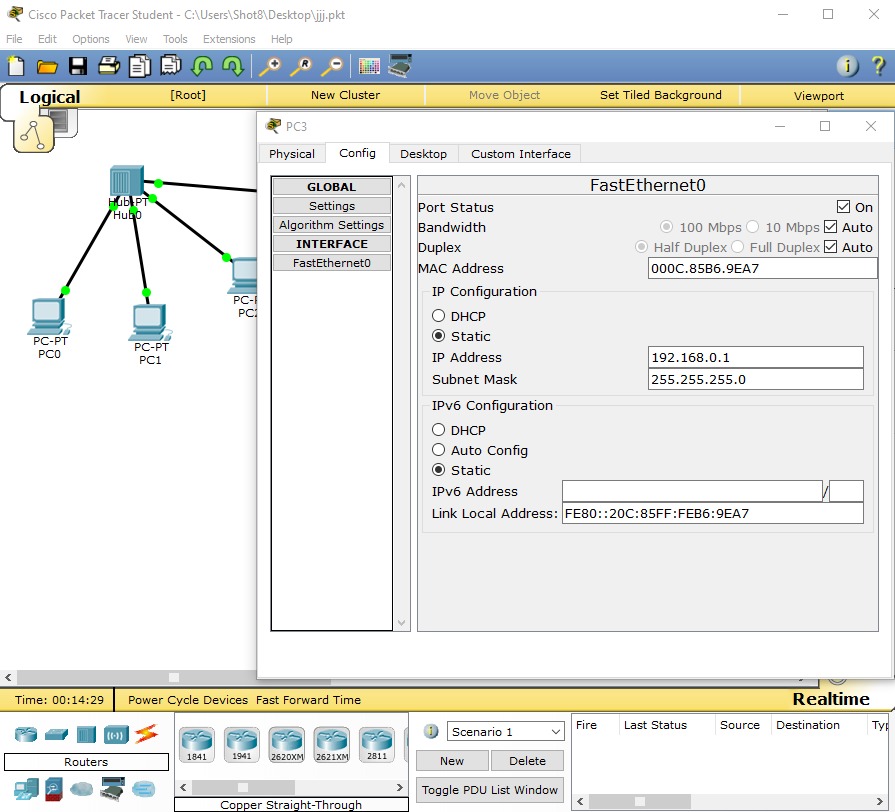 Cisco Packet Tracer Student - C:\Users\Shot8\Desktop\jjj.pkt
File Edit Options View Tools Extensions Help
Logical [Root] New Cluster Move Object Set Tiled Background Viewport
PC3
Physical Config Desktop Custom Interface
GLOBAL
Settings
Algorithm Settings
INTERFACE
FastEthernet0
FastEthernet0
Port Status On
Bandwidth 100 Mbps 10 Mbps Auto
Duplex Half Duplex Full Duplex Auto
MAC Address 000C.85B6.9EA7
IP Configuration
DHCP
Static
IP Address 192.168.0.1
Subnet Mask 255.255.255.0
IPv6 Configuration
DHCP
Auto Config
Static
IPv6 Address /
Link Local Address: FE80::20C:85FF:FEB6:9EA7
Hub-PT
Hub0
PC-PT
PC0
PC-PT
PC1
Time: 00:14:29 Power Cycle Devices Fast Forward Time Realtime
Routers
1841 1941 2620XM 2621XM 2811
Copper Straight-Through
Scenario 1
New Delete
Toggle PDU List Window
Fire Last Status Source Destination